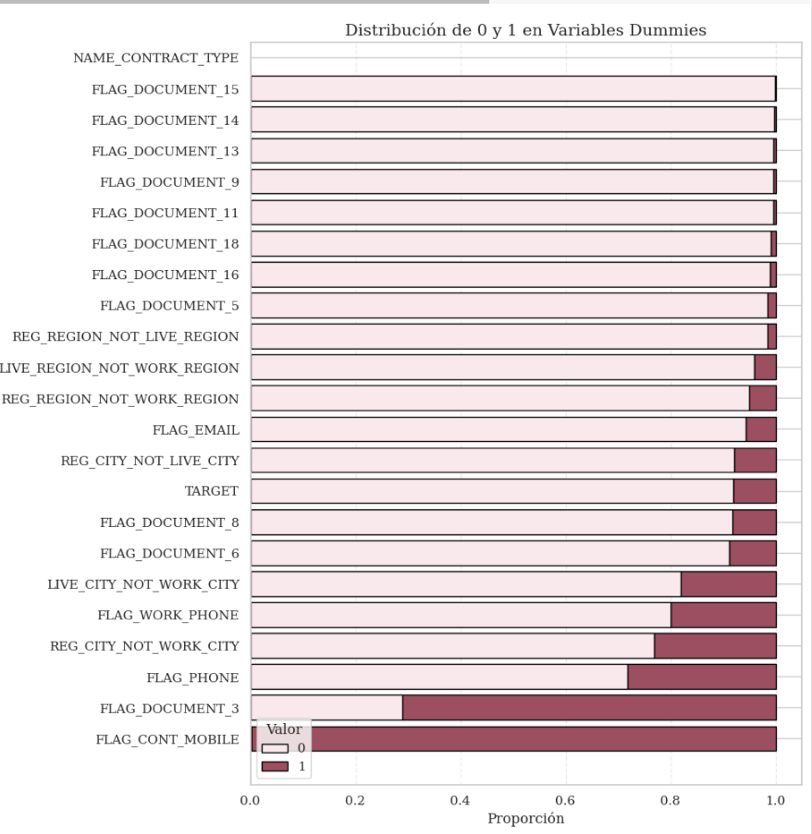 Distribución de 0 y 1 en Variables Dummies
NAME_CONTRACT_TYPE
FLAG_DOCUMENT_15
FLAG_DOCUMENT_14
FLAG_DOCUMENT_13
FLAG_DOCUMENT_9
FLAG_DOCUMENT_11
FLAG_DOCUMENT_18
FLAG_DOCUMENT_16
FLAG_DOCUMENT_5
REG_REGION_NOT_LIVE_REGION
LIVE_REGION_NOT_WORK_REGION
REG_REGION_NOT_WORK_REGION
FLAG_EMAIL
REG_CITY_NOT_LIVE_CITY
TARGET
FLAG_DOCUMENT_8
FLAG_DOCUMENT_6
LIVE_CITY_NOT_WORK_CITY
FLAG_WORK_PHONE
REG_CITY_NOT_WORK_CITY
FLAG_PHONE
FLAG_DOCUMENT_3
FLAG_CONT_MOBILE
Valor
0
1
0.0 0.2 0.4 0.6 0.8 1.0
Proporción